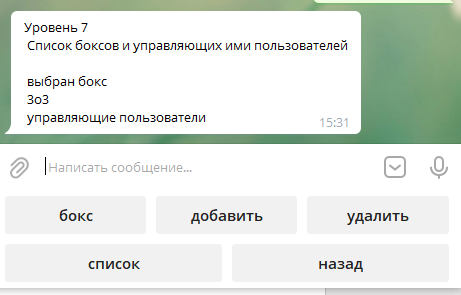 Уровень 7
Список боксов и управляющих ими пользователей
выбран бокс
3о3
управляющие пользователи
15:31
Написать сообщение...
бокс
добавить
удалить
список
назад